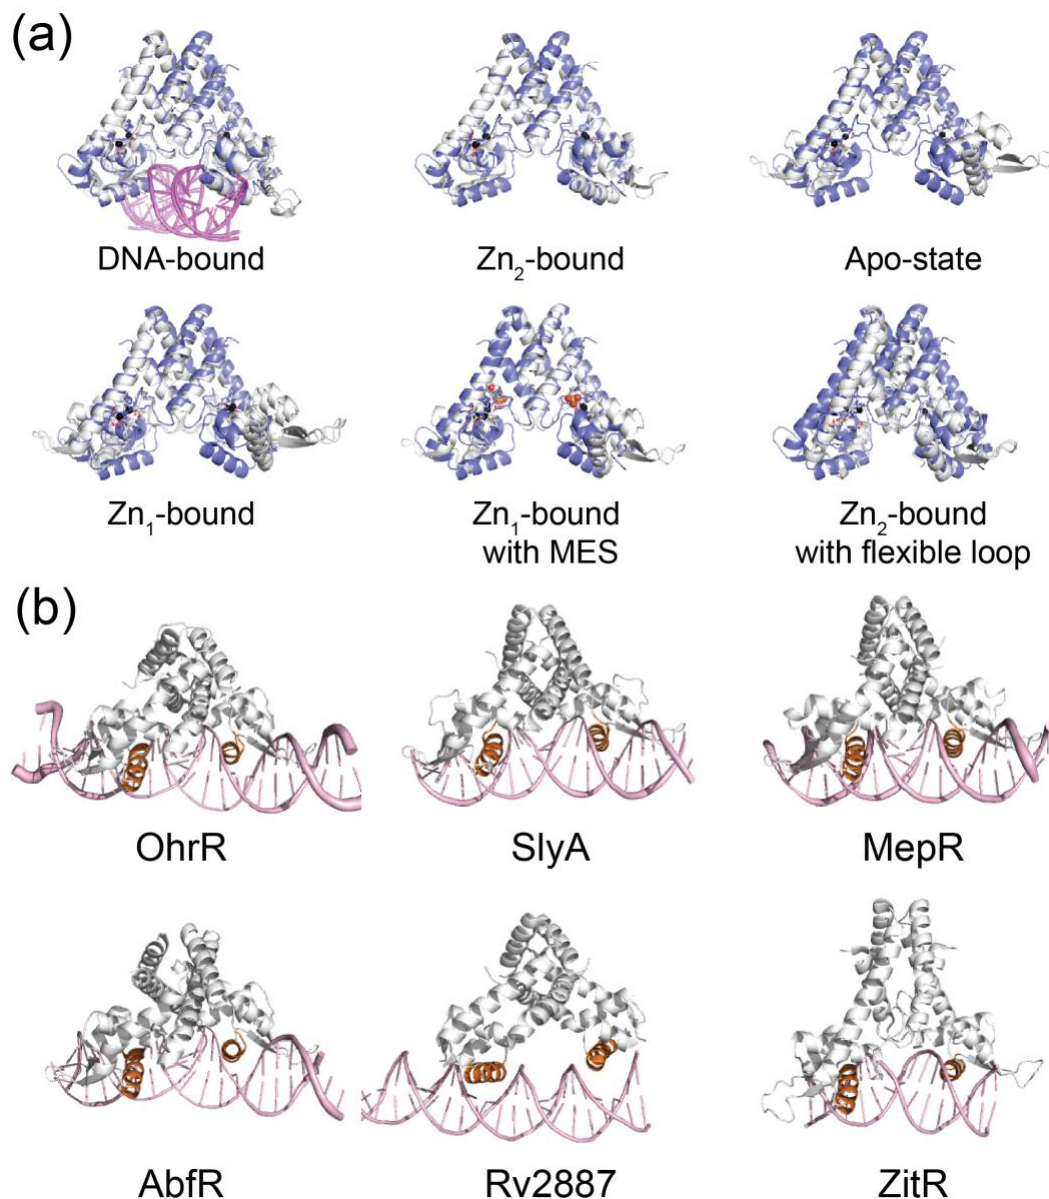 (a)
DNA-bound
Zn2-bound
Apo-state
Zn1-bound
Zn1-bound
with MES
Zn2-bound
with flexible loop
(b)
OhrR
SlyA
MepR
AbfR
Rv2887
ZitR